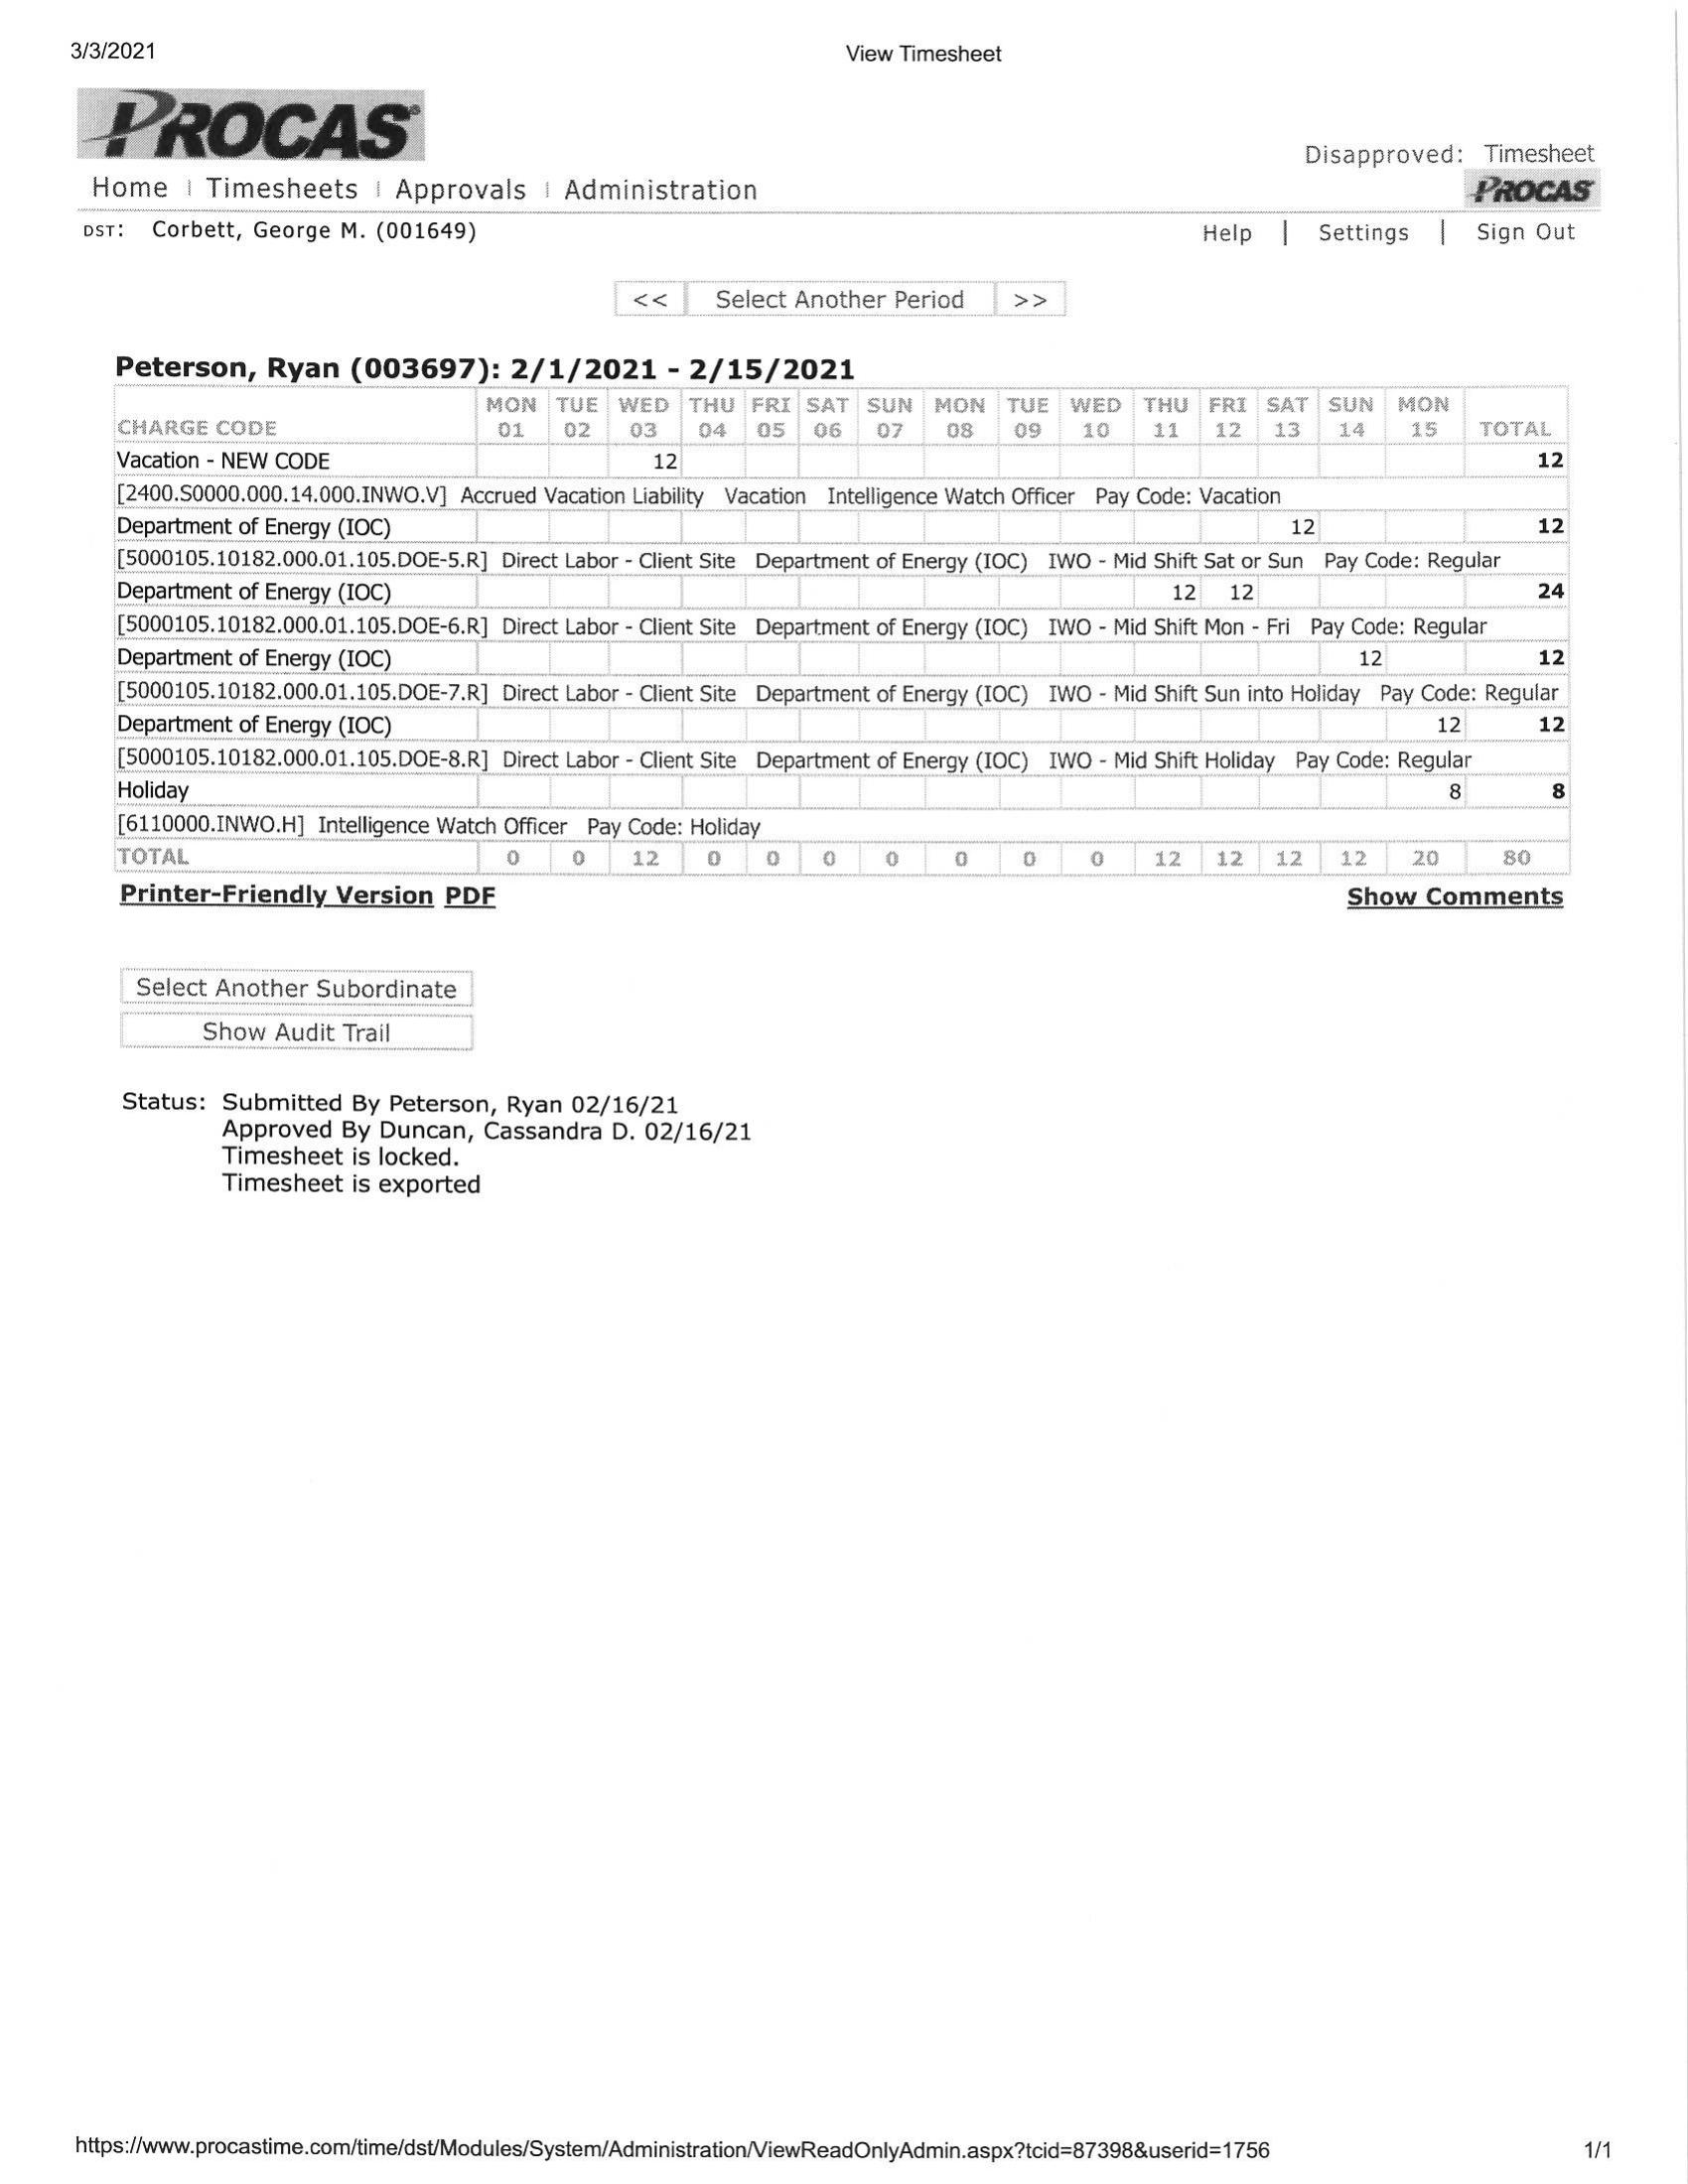 3/3/2021 View Timesheet
PROCAS
Disapproved: Timesheet
Home | Timesheets | Approvals | Administration
PROCAS
DST: Corbett, George M. (001649) Help | Settings | Sign Out
<< Select Another Period >>
Peterson, Ryan (003697): 2/1/2021 - 2/15/2021
MON TUE WED THU FRI SAT SUN MON TUE WED THU FRI SAT SUN MON
CHARGE CODE 01 02 03 04 05 06 07 08 09 10 11 12 13 14 15 TOTAL
Vacation - NEW CODE 12 12
[2400.S0000.000.14.000.INWO.V] Accrued Vacation Liability Vacation Intelligence Watch Officer Pay Code: Vacation
Department of Energy (IOC) 12 12
[5000105.10182.000.01.105.DOE-5.R] Direct Labor - Client Site Department of Energy (IOC) IWO - Mid Shift Sat or Sun Pay Code: Regular
Department of Energy (IOC) 12 12 24
[5000105.10182.000.01.105.DOE-6.R] Direct Labor - Client Site Department of Energy (IOC) IWO - Mid Shift Mon - Fri Pay Code: Regular
Department of Energy (IOC) 12 12
[5000105.10182.000.01.105.DOE-7.R] Direct Labor - Client Site Department of Energy (IOC) IWO - Mid Shift Sun into Holiday Pay Code: Regular
Department of Energy (IOC) 12 12
[5000105.10182.000.01.105.DOE-8.R] Direct Labor - Client Site Department of Energy (IOC) IWO - Mid Shift Holiday Pay Code: Regular
Holiday 8 8
[6110000.INWO.H] Intelligence Watch Officer Pay Code: Holiday
TOTAL 0 0 12 0 0 0 0 0 0 0 12 12 12 12 20 80
Printer-Friendly Version PDF Show Comments
Select Another Subordinate
Show Audit Trail
Status: Submitted By Peterson, Ryan 02/16/21
Approved By Duncan, Cassandra D. 02/16/21
Timesheet is locked.
Timesheet is exported
https://www.procastime.com/time/dst/Modules/System/Administration/ViewReadOnlyAdmin.aspx?tcid=87398&userid=1756 1/1